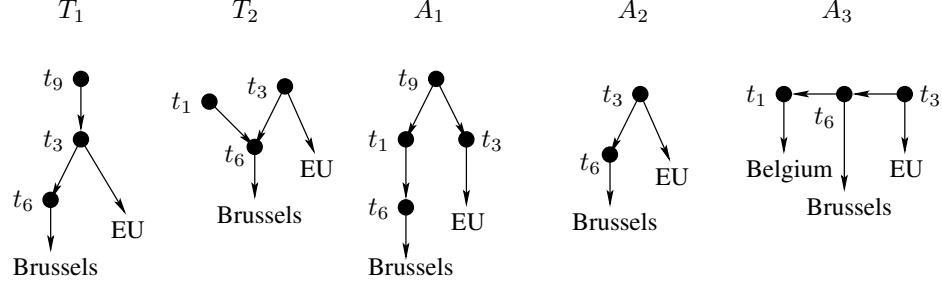 T₁ T₂ A₁ A₂ A₃
t₉ t₃ t₆ EU Brussels
t₁ t₃ t₆ EU Brussels
t₉ t₁ t₃ t₆ EU Brussels
t₃ t₆ EU Brussels
t₁ t₆ t₃ Belgium EU Brussels